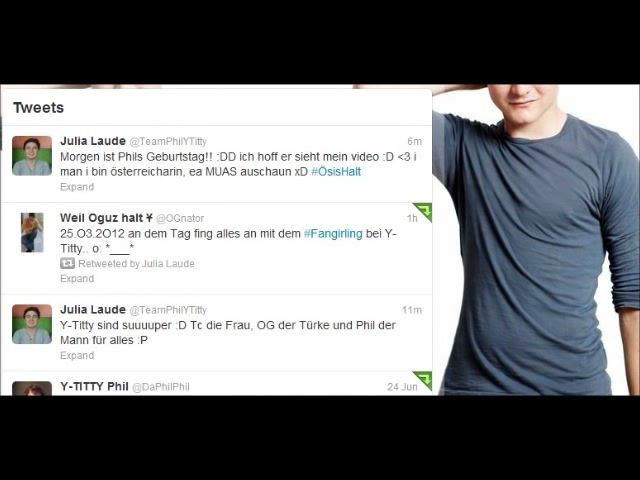 Tweets
Julia Laude @TeamPhilYTitty 6m
Morgen ist Phils Geburtstag!! :DD ich hoff er sieht mein video :D <3 i
man i bin österreicharin, ea MUAS auschaun xD #ÖsisHalt
Expand
Weil Oguz halt ¥ @OGnator 1h
25.O3.2O12 an dem Tag fing alles an mit dem #Fangirling bei Y-
Titty.. o: *___*
Retweeted by Julia Laude
Expand
Julia Laude @TeamPhilYTitty 11m
Y-Titty sind suuuuper :D Tc die Frau, OG der Türke und Phil der
Mann für alles :P
Expand
Y-TITTY Phil @DaPhilPhil 24 Jun